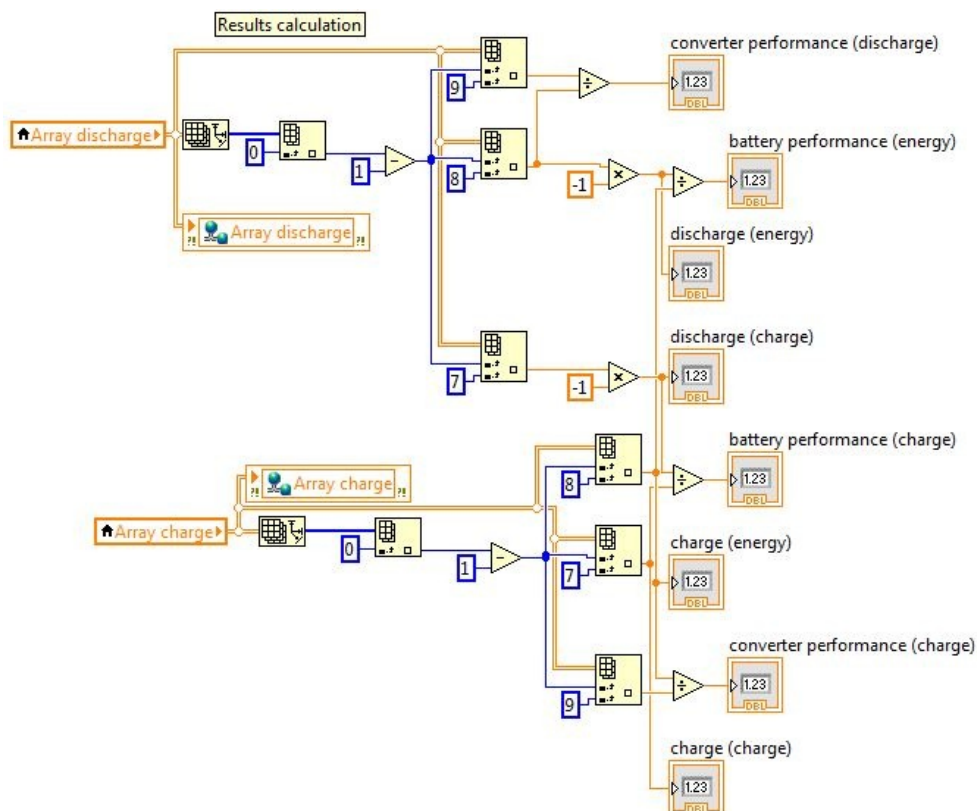 Results calculation
converter performance (discharge)
9
÷
1.23
DBL
Array discharge
0
1
-
8
-1
×
÷
battery performance (energy)
1.23
DBL
?!
Array discharge
?!
discharge (energy)
1.23
DBL
discharge (charge)
7
-1
×
1.23
DBL
battery performance (charge)
?!
Array charge
?!
8
÷
1.23
DBL
Array charge
0
1
-
7
charge (energy)
1.23
DBL
converter performance (charge)
9
÷
1.23
DBL
charge (charge)
1.23
DBL